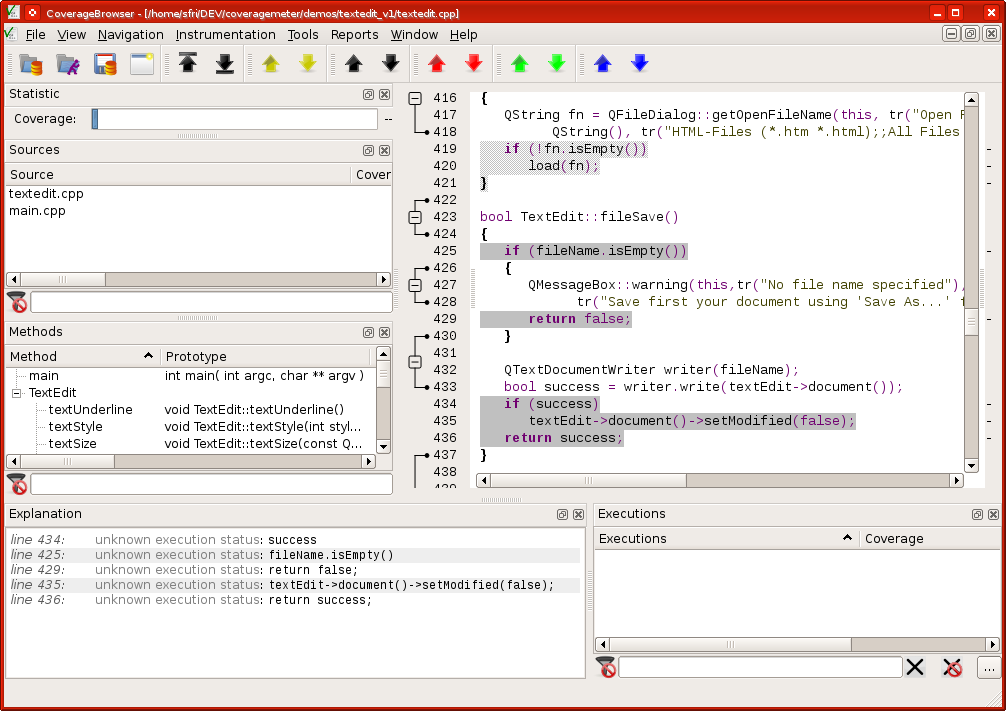 CoverageBrowser - [/home/sfri/DEV/coveragemeter/demos/textedit_v1/textedit.cpp]
File View Navigation Instrumentation Tools Reports Window Help
Statistic
Coverage: --
Sources
Source Cover
textedit.cpp
main.cpp
Methods
Method Prototype
main int main( int argc, char ** argv )
TextEdit
textUnderline void TextEdit::textUnderline()
textStyle void TextEdit::textStyle(int styl...
textSize void TextEdit::textSize(const Q...
416 {
417 QString fn = QFileDialog::getOpenFileName(this, tr("Open
418 QString(), tr("HTML-Files (*.htm *.html);;All Files
419 if (!fn.isEmpty())
420 load(fn);
421 }
422
423 bool TextEdit::fileSave()
424 {
425 if (fileName.isEmpty())
426 {
427 QMessageBox::warning(this,tr("No file name specified"),
428 tr("Save first your document using 'Save As...'
429 return false;
430 }
431
432 QTextDocumentWriter writer(fileName);
433 bool success = writer.write(textEdit->document());
434 if (success)
435 textEdit->document()->setModified(false);
436 return success;
437 }
438
Explanation
line 434: unknown execution status: success
line 425: unknown execution status: fileName.isEmpty()
line 429: unknown execution status: return false;
line 435: unknown execution status: textEdit->document()->setModified(false);
line 436: unknown execution status: return success;
Executions
Executions Coverage
...